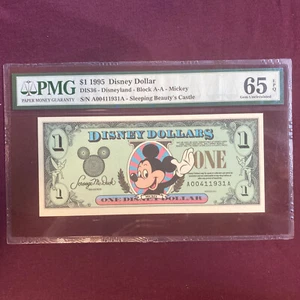 PMG
PAPER MONEY GUARANTY
$1 1995 Disney Dollar
DIS36 - Disneyland - Block A-A - Mickey
S/N A00411931A - Sleeping Beauty's Castle
65 EPQ
Gem Uncirculated
1 DISNEY DOLLARS 1
ONE
A00411931A
1 ONE DISNEY DOLLAR 1